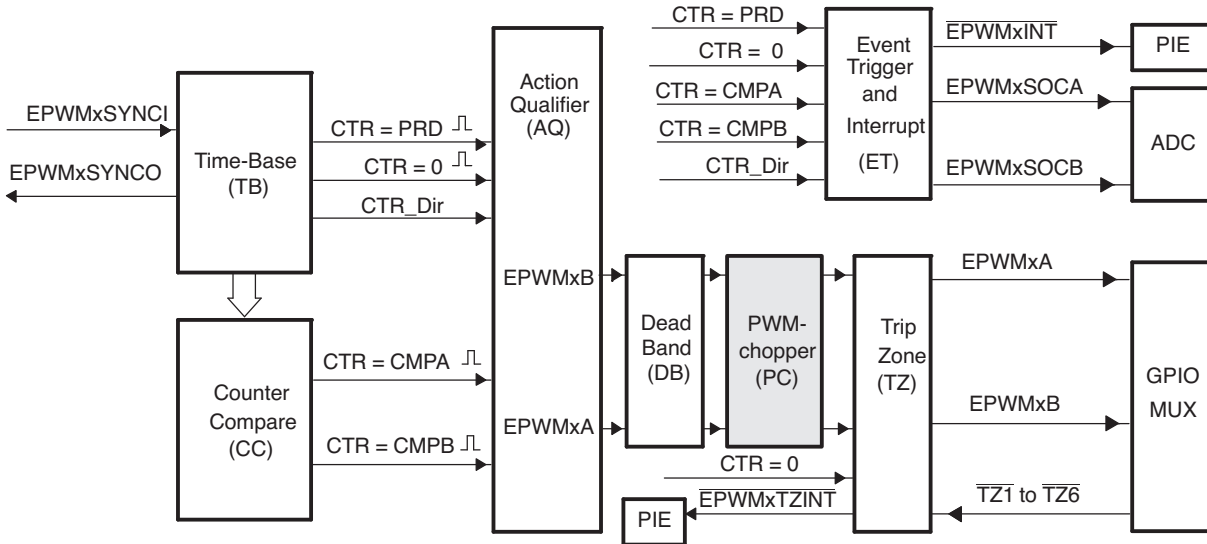 EPWMxSYNCI
EPWMxSYNCO
Time-Base
(TB)
CTR = PRD
CTR = 0
CTR_Dir
Counter
Compare
(CC)
CTR = CMPA
CTR = CMPB
Action
Qualifier
(AQ)
EPWMxB
EPWMxA
CTR = PRD
CTR = 0
CTR = CMPA
CTR = CMPB
CTR_Dir
Event
Trigger
and
Interrupt
(ET)
EPWMxINT
EPWMxSOCA
EPWMxSOCB
PIE
ADC
Dead
Band
(DB)
PWM-
chopper
(PC)
Trip
Zone
(TZ)
CTR = 0
EPWMxTZINT
PIE
EPWMxA
EPWMxB
TZ1 to TZ6
GPIO
MUX